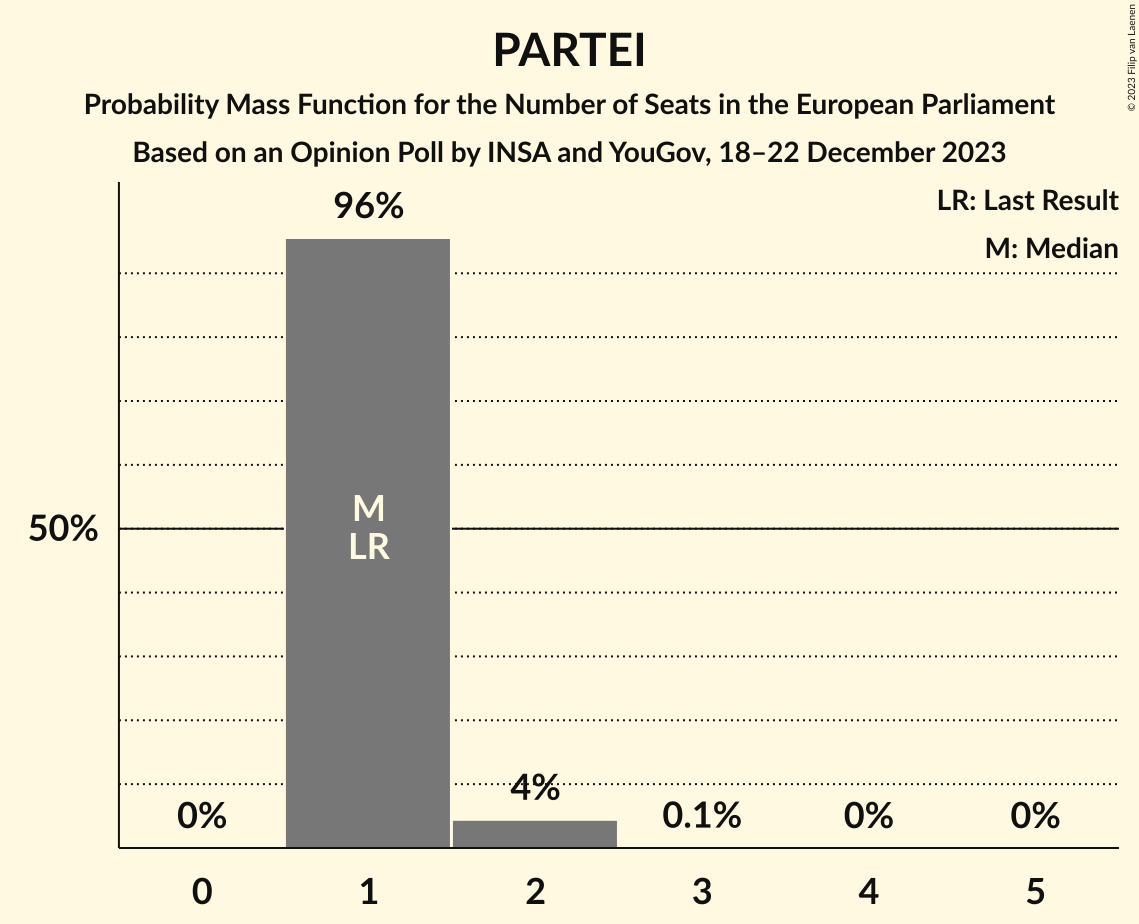 PARTEI
Probability Mass Function for the Number of Seats in the European Parliament
Based on an Opinion Poll by INSA and YouGov, 18–22 December 2023
© 2023 Filip van Laenen
LR: Last Result
M: Median
96%
M
LR
50%
4%
0%
0.1%
0%
0%
0 1 2 3 4 5